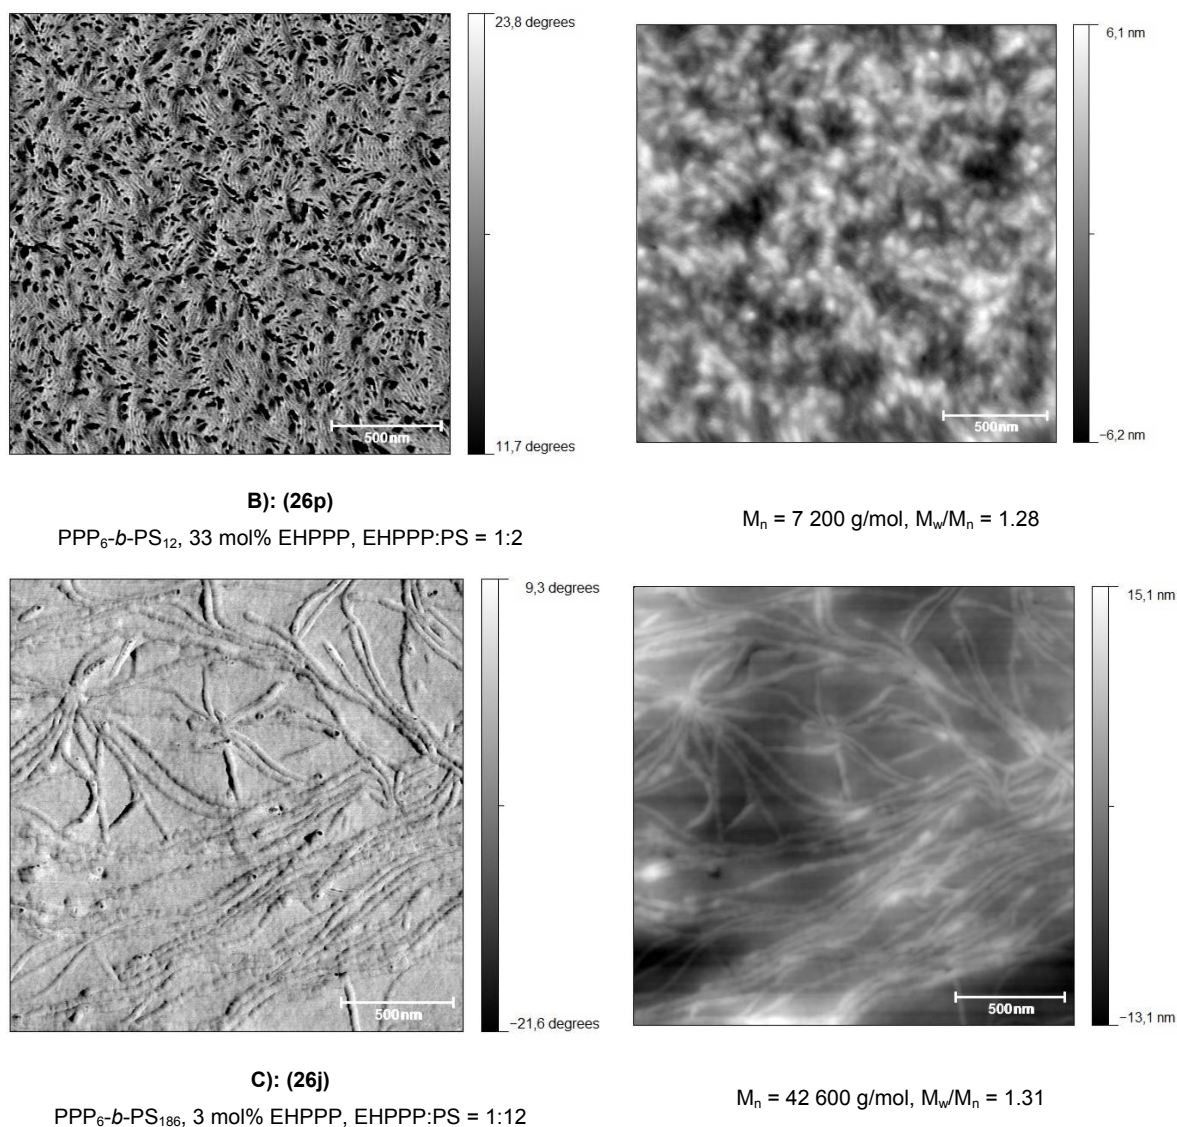 23,8 degrees
500nm
11,7 degrees
6,1 nm
500nm
−6,2 nm
B): (26p)
PPP6-b-PS12, 33 mol% EHPPP, EHPPP:PS = 1:2
Mn = 7 200 g/mol, Mw/Mn = 1.28
9,3 degrees
500nm
−21,6 degrees
15,1 nm
500nm
−13,1 nm
C): (26j)
PPP6-b-PS186, 3 mol% EHPPP, EHPPP:PS = 1:12
Mn = 42 600 g/mol, Mw/Mn = 1.31